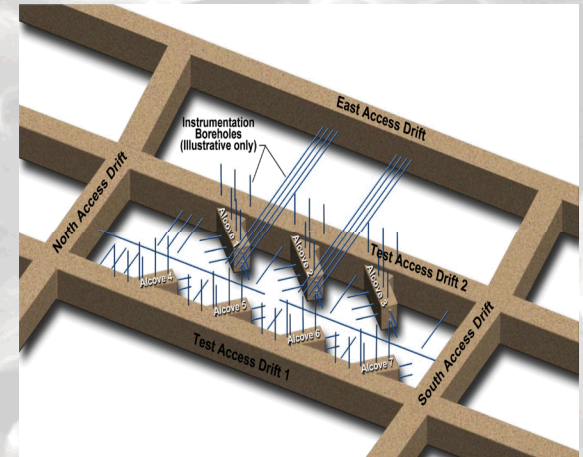 East Access Drift
Instrumentation
Boreholes
(Illustrative only)
North Access Drift
Alcove
Alcove 2
Test Access Drift 2
Alcove 3
Alcove 4
Alcove 5
Alcove 6
Alcove 7
Test Access Drift 1
South Access Drift